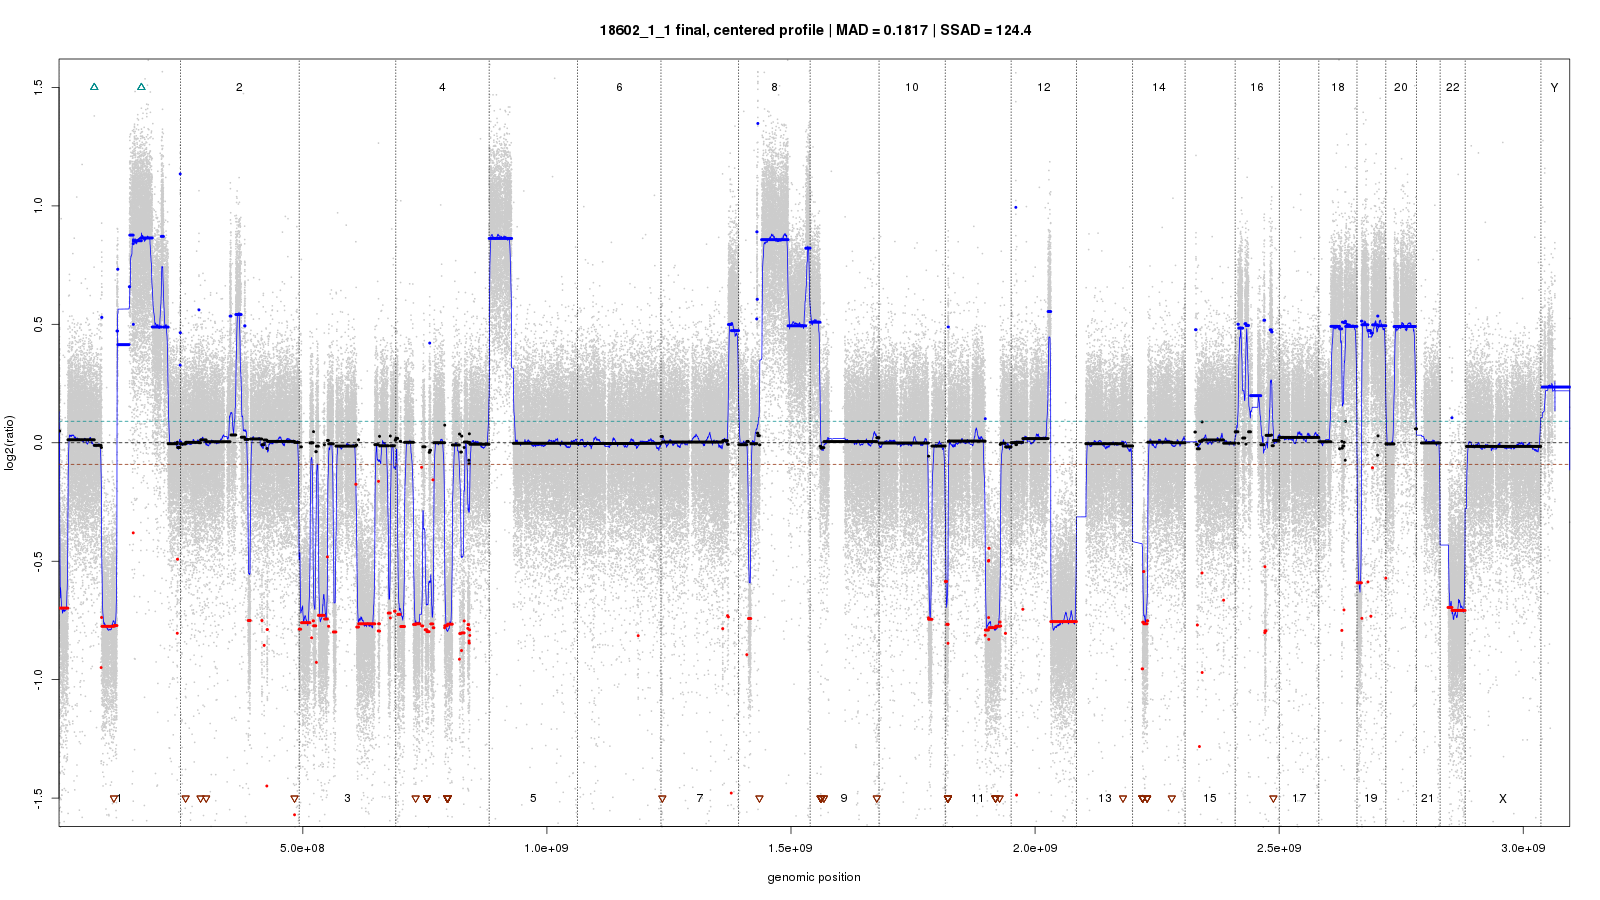 18602_1_1 final, centered profile | MAD = 0.1817 | SSAD = 124.4
2 4 6 8 10 12 14 16 18 20 22 Y
1.5
1.0
0.5
0.0
-0.5
-1.0
-1.5
log2(ratio)
1 3 5 7 9 11 13 15 17 19 21 X
5.0e+08 1.0e+09 1.5e+09 2.0e+09 2.5e+09 3.0e+09
genomic position